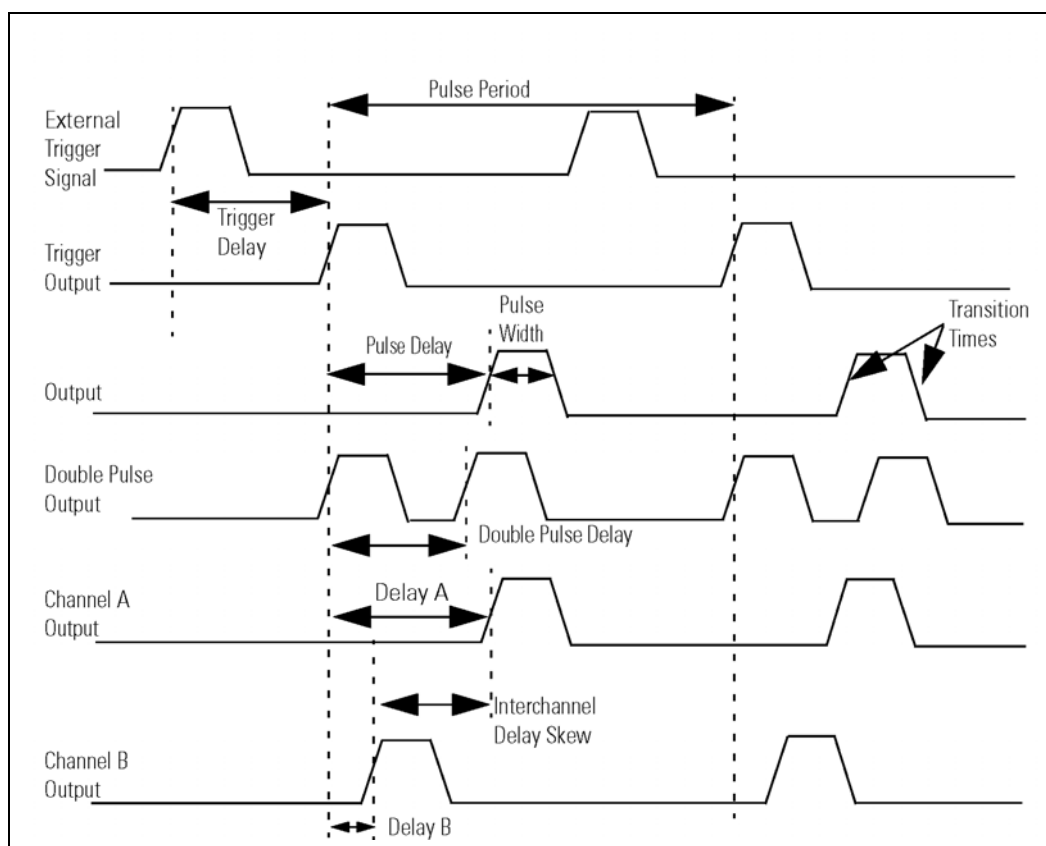 Pulse Period
External
Trigger
Signal
Trigger
Delay
Trigger
Output
Pulse
Width
Transition
Times
Pulse Delay
Output
Double Pulse
Output
Double Pulse Delay
Channel A
Output
Delay A
Interchannel
Delay Skew
Channel B
Output
Delay B